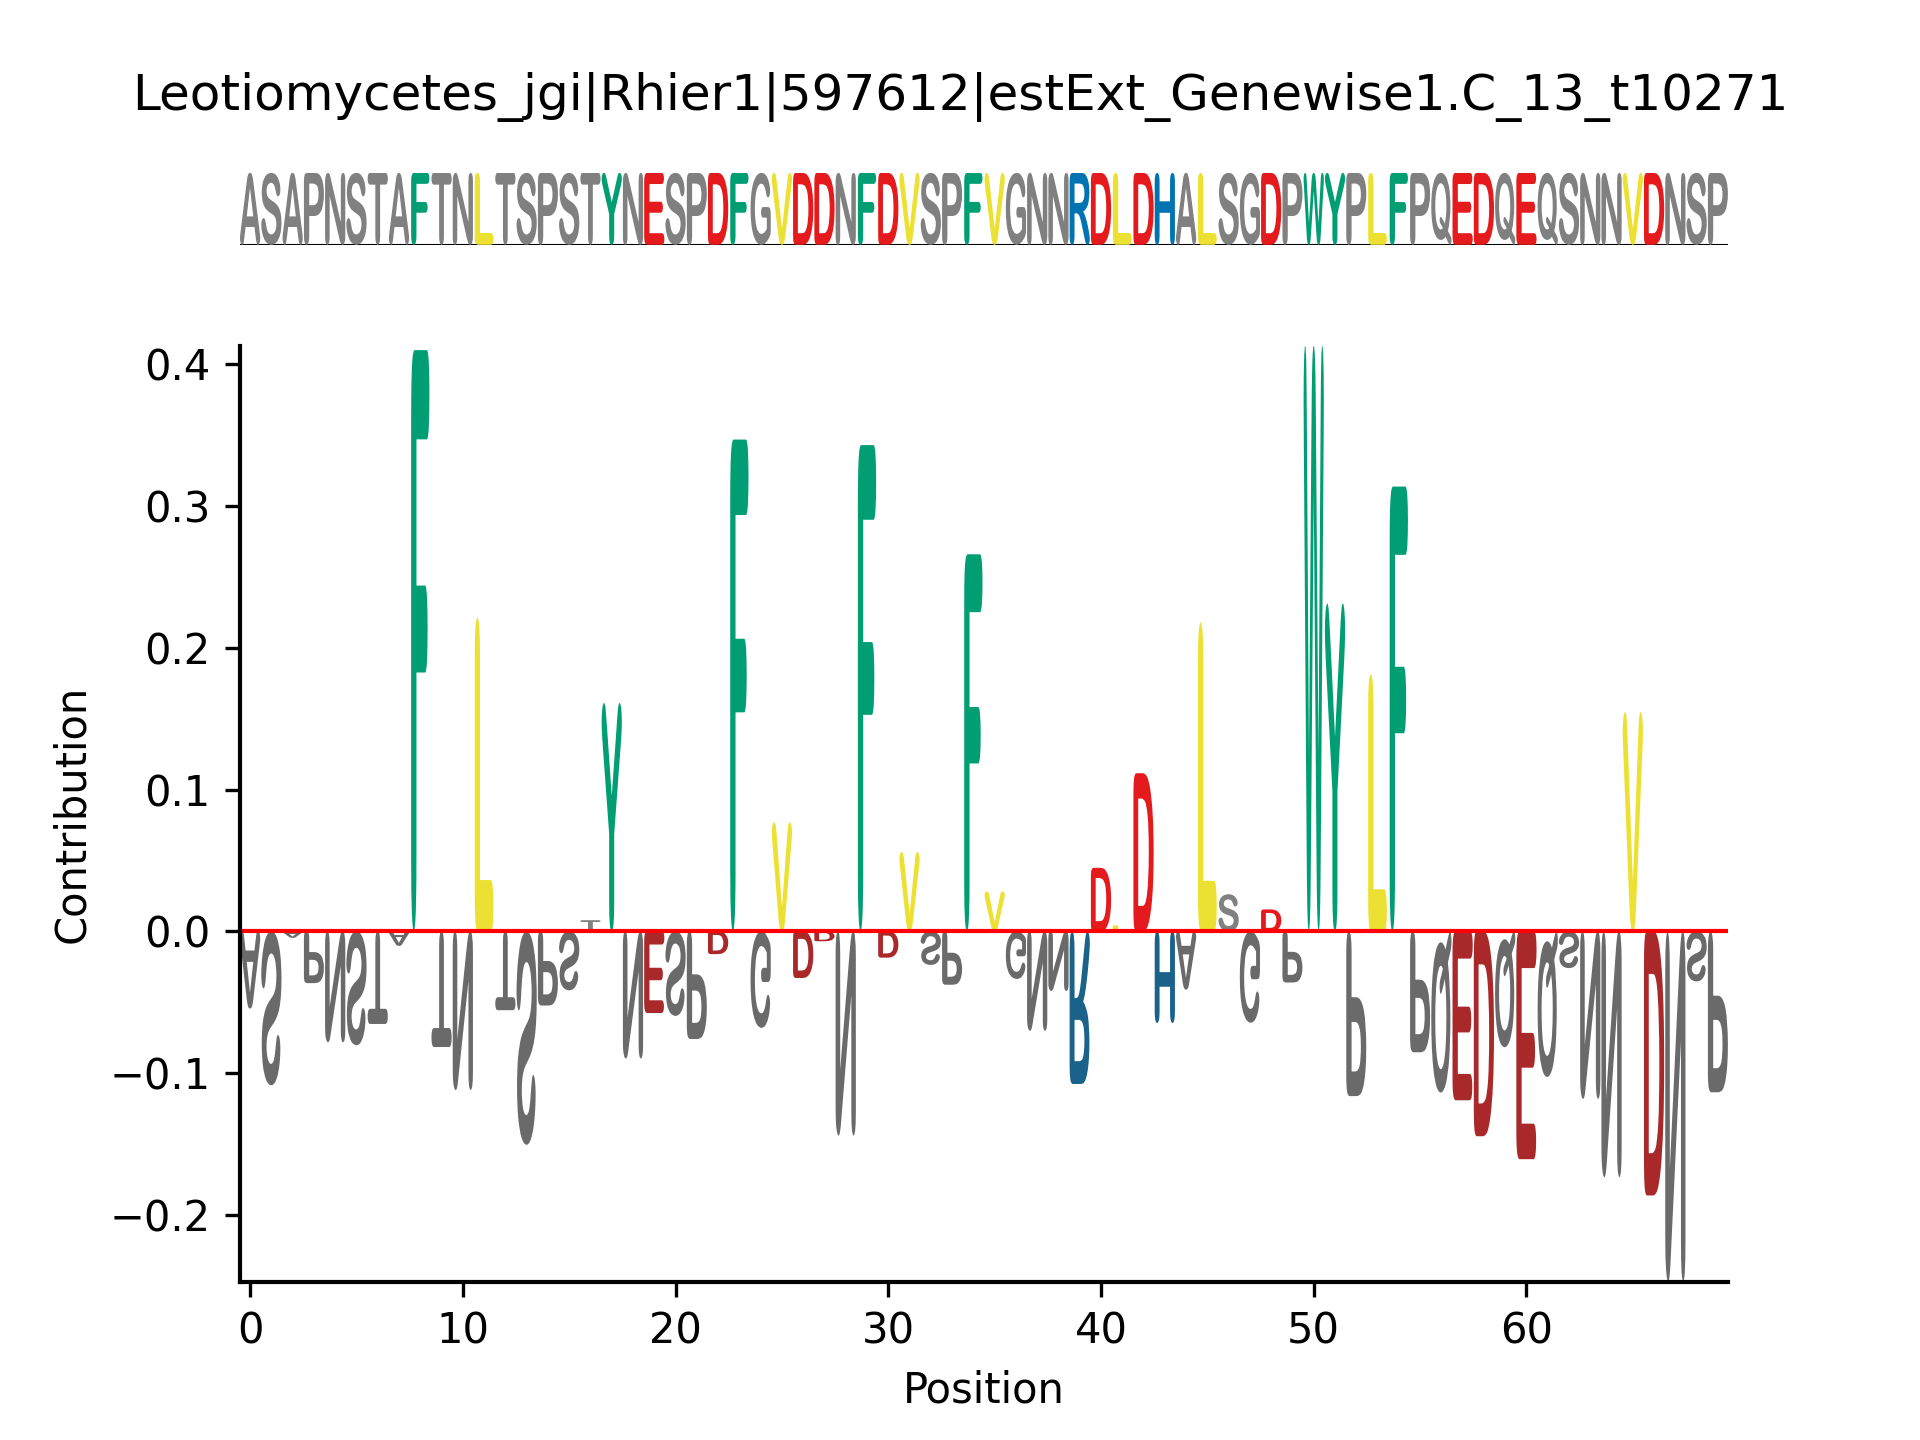 Leotiomycetes_jgi|Rhier1|597612|estExt_Genewise1.C_13_t10271
ASAPNSTAFTNLTSPSTYNESPDFGVDDNFDVSPFVGNNRDLDHALSGDPWYPLFPQEDQEQSNNVDNSP
Contribution
0.4
0.3
0.2
0.1
0.0
−0.1
−0.2
0 10 20 30 40 50 60
Position